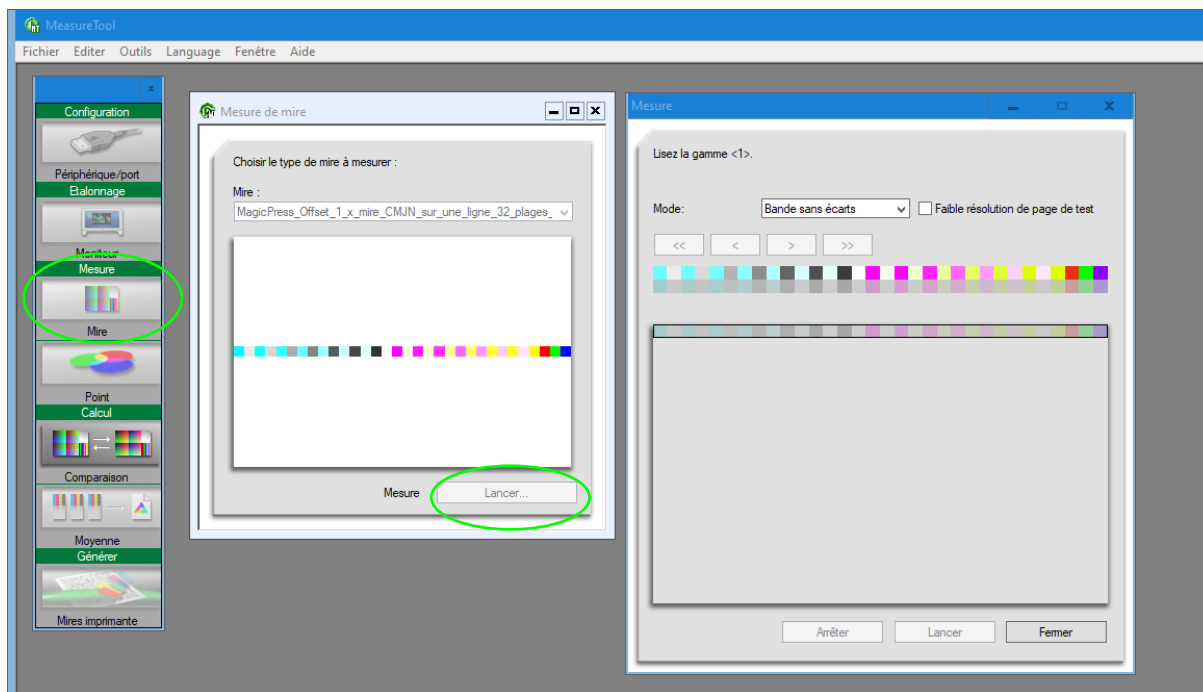 MeasureTool
Fichier Editer Outils Language Fenêtre Aide
Configuration
Périphérique/port
Etalonnage
Moniteur
Mesure
Mire
Point
Calcul
Comparaison
Moyenne
Générer
Mires imprimante
Mesure de mire
Choisir le type de mire à mesurer :
Mire :
MagicPress_Offset_1_x_mire_CMJN_sur_une_ligne_32_plages_
Mesure Lancer...
Mesure
Lisez la gamme <1>.
Mode: Bande sans écarts Faible résolution de page de test
<< < > >>
Arrêter Lancer Fermer